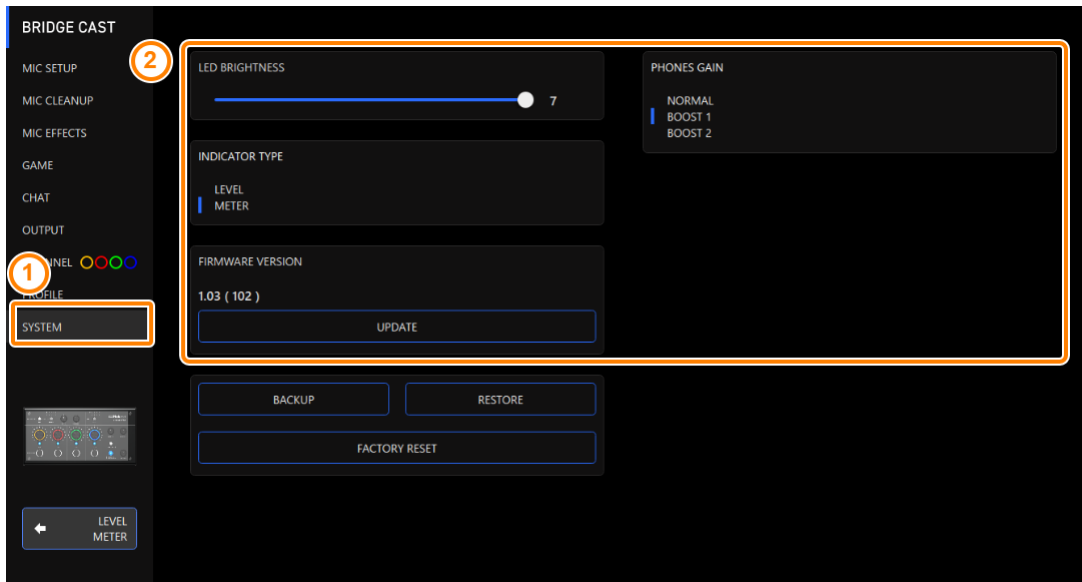 BRIDGE CAST
MIC SETUP
MIC CLEANUP
MIC EFFECTS
GAME
CHAT
OUTPUT
NNEL
PROFILE
SYSTEM
LEVEL
METER
1
2
LED BRIGHTNESS
7
INDICATOR TYPE
LEVEL
METER
FIRMWARE VERSION
1.03 ( 102 )
UPDATE
BACKUP
RESTORE
FACTORY RESET
PHONES GAIN
NORMAL
BOOST 1
BOOST 2